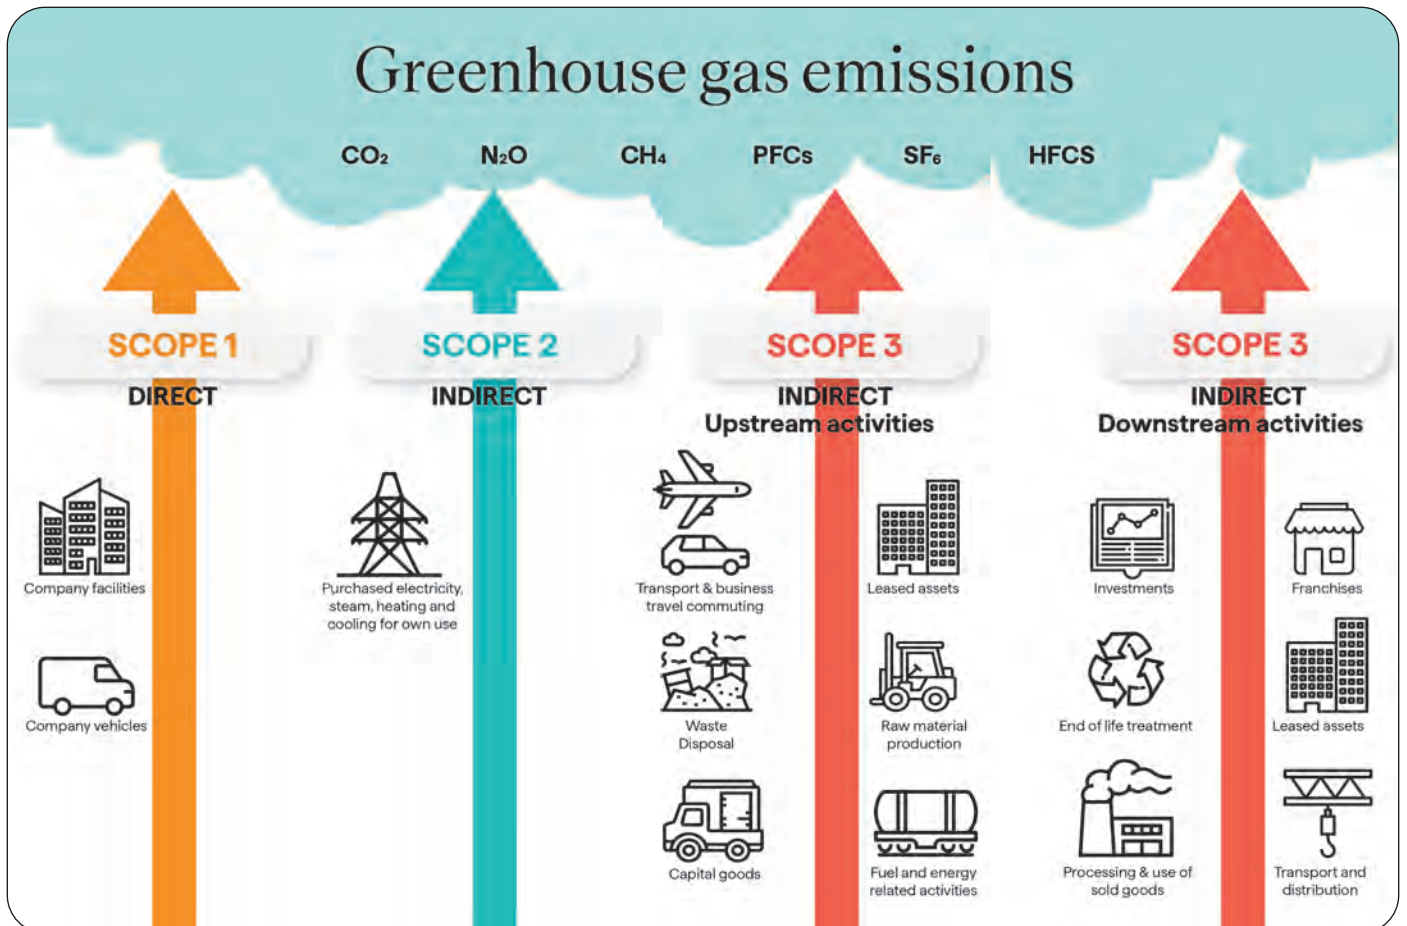 Greenhouse gas emissions
CO₂ N₂O CH₄ PFCs SF₆ HFCS
SCOPE 1
DIRECT
Company facilities
Company vehicles
SCOPE 2
INDIRECT
Purchased electricity,
steam, heating and
cooling for own use
SCOPE 3
INDIRECT
Upstream activities
Transport & business
travel commuting
Leased assets
Waste
Disposal
Raw material
production
Capital goods
Fuel and energy
related activities
SCOPE 3
INDIRECT
Downstream activities
Investments
Franchises
End of life treatment
Leased assets
Processing & use of
sold goods
Transport and
distribution